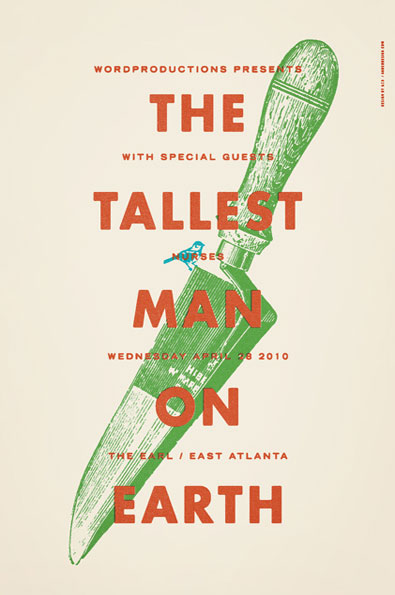 WORDPRODUCTIONS PRESENTS
THE
WITH SPECIAL GUESTS
TALLEST
NURSES
MAN
WEDNESDAY APRIL 28 2010
ON
THE EARL / EAST ATLANTA
EARTH